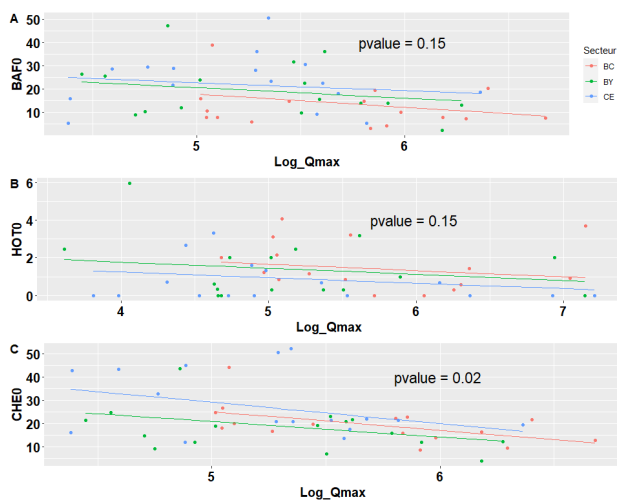 A
50
40
30
20
10
BAF0
pvalue = 0.15
5
6
Log_Qmax
Secteur
BC
BY
CE
B
6
4
2
0
HOT0
pvalue = 0.15
4
5
6
7
Log_Qmax
C
50
40
30
20
10
CHE0
pvalue = 0.02
5
6
Log_Qmax